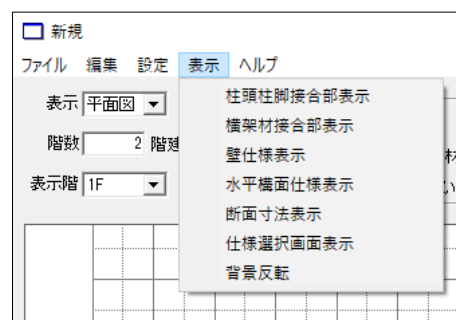 新規
ファイル 編集 設定 表示 ヘルプ
表示 平面図
階数 2 階建
表示階 1F
柱頭柱脚接合部表示
横架材接合部表示
壁仕様表示
水平構面仕様表示
断面寸法表示
仕様選択画面表示
背景反転